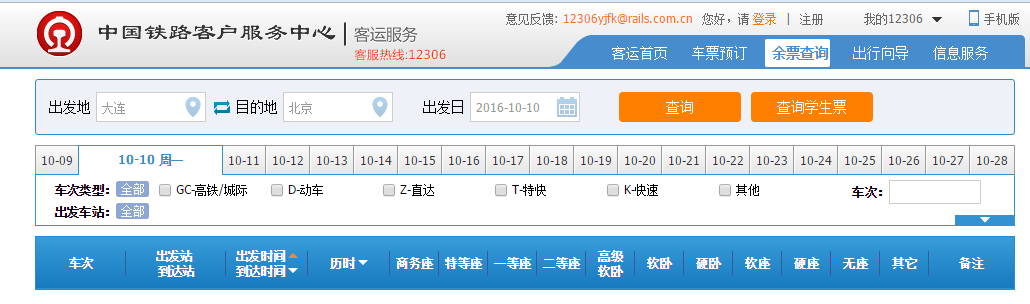 意见反馈: 12306yjfk@rails.com.cn 您好，请 登录 | 注册 我的12306 手机版
中国铁路客户服务中心 客运服务
客服热线:12306
客运首页 车票预订 余票查询 出行向导 信息服务
出发地 大连 目的地 北京 出发日 2016-10-10 查询 查询学生票
10-09 10-10 周一 10-11 10-12 10-13 10-14 10-15 10-16 10-17 10-18 10-19 10-20 10-21 10-22 10-23 10-24 10-25 10-26 10-27 10-28
车次类型: 全部 GC-高铁/城际 D-动车 Z-直达 T-特快 K-快速 其他 车次:
出发车站: 全部
车次 出发站 出发时间 历时 商务座 特等座 一等座 二等座 高级 软卧 硬卧 软座 硬座 无座 其它 备注
到达站 到达时间 软卧